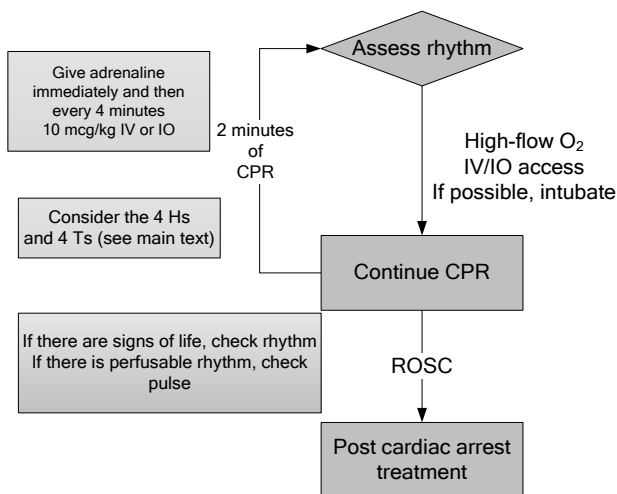 Assess rhythm
Give adrenaline
immediately and then
every 4 minutes
10 mcg/kg IV or IO
2 minutes
of
CPR
High-flow O₂
IV/IO access
If possible, intubate
Consider the 4 Hs
and 4 Ts (see main text)
Continue CPR
If there are signs of life, check rhythm
If there is perfusable rhythm, check
pulse
ROSC
Post cardiac arrest
treatment